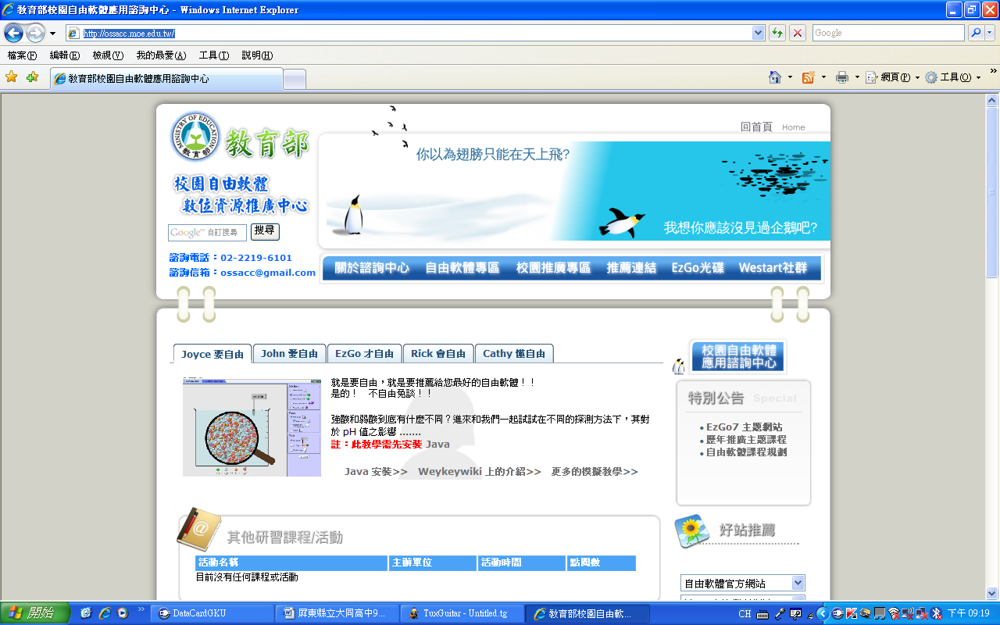 教育部校園自由軟體應用諮詢中心 - Windows Internet Explorer
http://ossacc.moe.edu.tw/
Google
檔案(F) 編輯(E) 檢視(V) 我的最愛(A) 工具(T) 說明(H)
教育部校園自由軟體應用諮詢中心
網頁(P) 工具(O)
MINISTRY OF EDUCATION
教育部
教育部
回首頁 Home
你以為翅膀只能在天上飛?
我想你應該沒見過企鵝吧?
校園自由軟體
數位資源推廣中心
Google™ 自訂搜尋 搜尋
諮詢電話：02-2219-6101
諮詢信箱：ossacc@gmail.com
關於諮詢中心 自由軟體專區 校園推廣專區 推薦連結 EzGo光碟 Westart社群
Joyce 要自由 John 愛自由 EzGo 才自由 Rick 會自由 Cathy 懂自由
校園自由軟體
應用諮詢中心
就是要自由，就是要推薦給您最好的自由軟體！！
是的！ 不自由免談！！
強酸和弱酸到底有什麼不同？進來和我們一起試試在不同的探測方法下，其對
於 pH 值之影響 .......
註：此教學需先安裝 Java
Java 安裝>> Weykeywiki 上的介紹>> 更多的模擬教學>>
特別公告 Special
EzGo7 主題網站
歷年推廣主題課程
自由軟體課程規劃
其他研習課程/活動
活動名稱 主辦單位 活動時間 點閱數
目前沒有任何課程或活動
好站推薦
自由軟體官方網站
開始 DataCardGKU 屏東縣立大同高中9... TuxGuitar - Untitled.tg 教育部校園自由軟... CH 下午 09:19